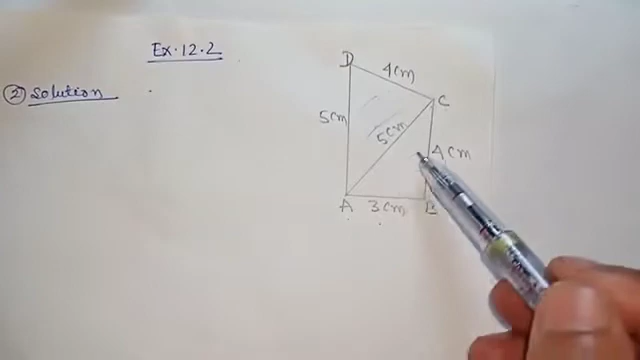 Ex.12.2
② Solution
D
4cm
C
5cm
5cm
4cm
A
3cm
B